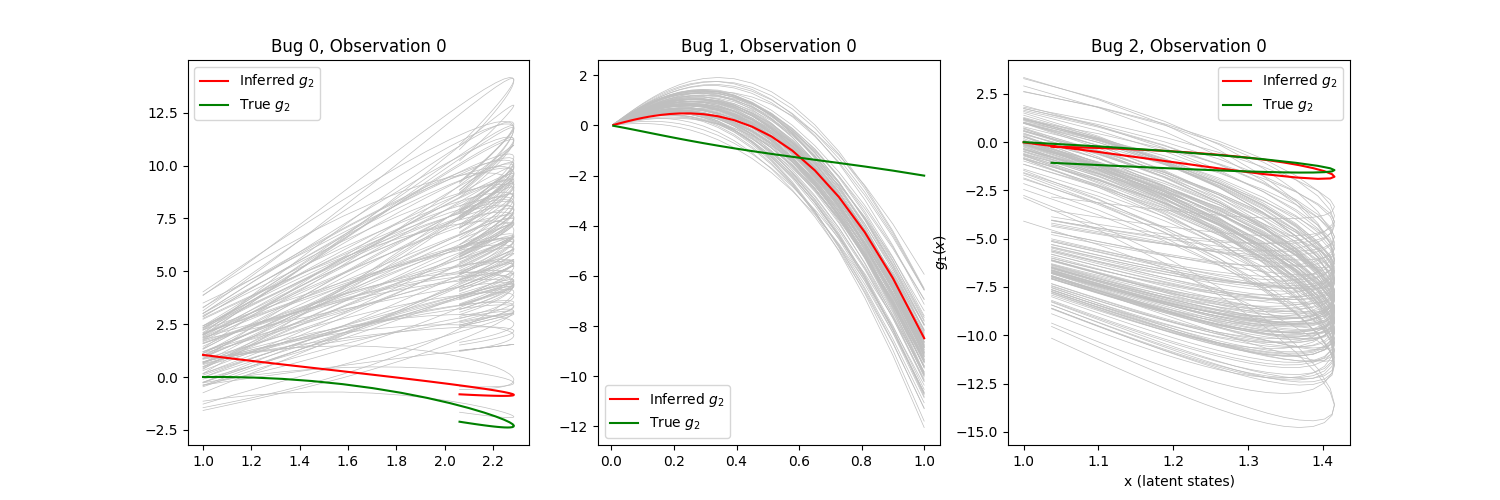 Bug 0, Observation 0
Inferred g₂
True g₂
12.5
10.0
7.5
5.0
2.5
0.0
−2.5
1.0 1.2 1.4 1.6 1.8 2.0 2.2
Bug 1, Observation 0
2
0
−2
−4
−6
−8
−10
−12
Inferred g₂
True g₂
0.0 0.2 0.4 0.6 0.8 1.0
Bug 2, Observation 0
Inferred g₂
True g₂
g₁(x)
2.5
0.0
−2.5
−5.0
−7.5
−10.0
−12.5
−15.0
1.0 1.1 1.2 1.3 1.4
x (latent states)